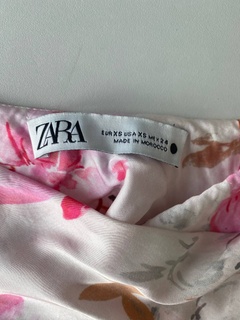 ZARA
EUR XS USA XS MEX 24
MADE IN MOROCCO